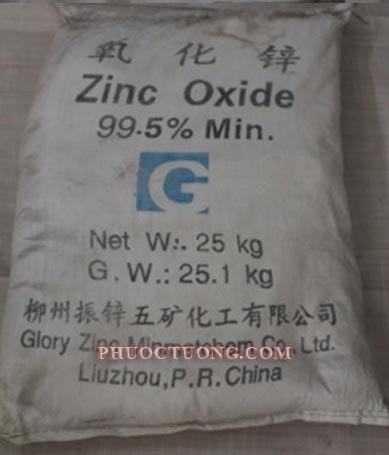 氧化锌
Zinc Oxide
99.5% Min.
G
Net W.: 25 kg
G.W.: 25.1 kg
柳州振锌五矿化工有限公司
Glory Zinc Co., Ltd.
PHUOCTUONG.COM
Liuzhou, P.R. China